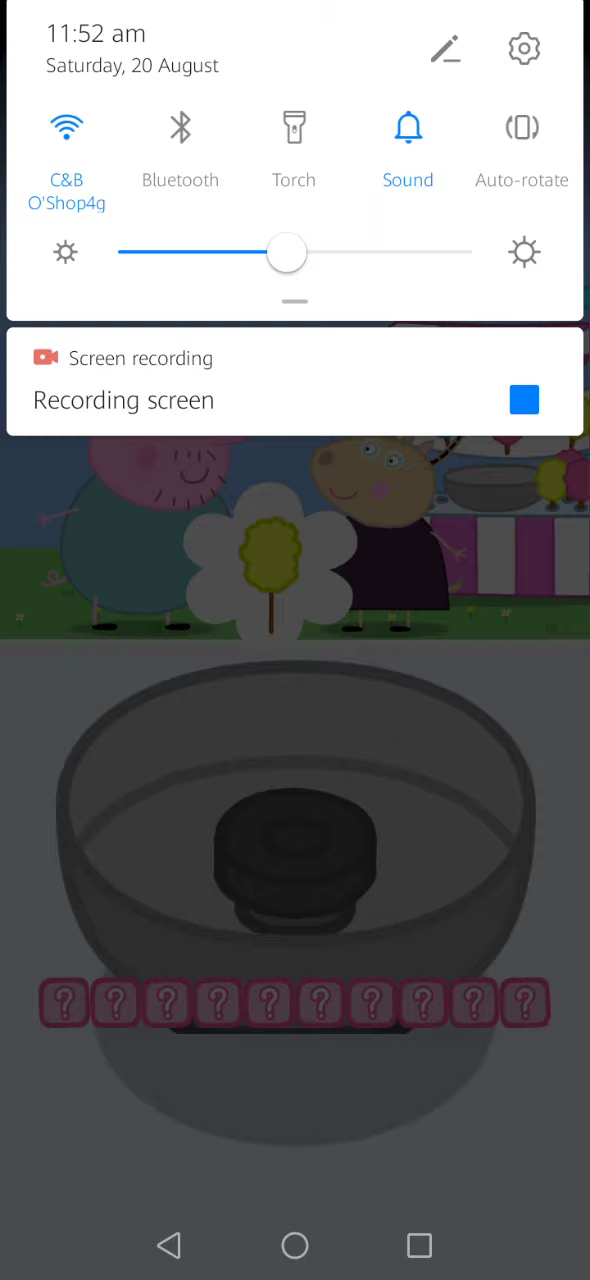 11:52 am
Saturday, 20 August
C&B
O'Shop4g
Bluetooth
Torch
Sound
Auto-rotate
Screen recording
Recording screen
? ? ? ? ? ? ? ? ? ?